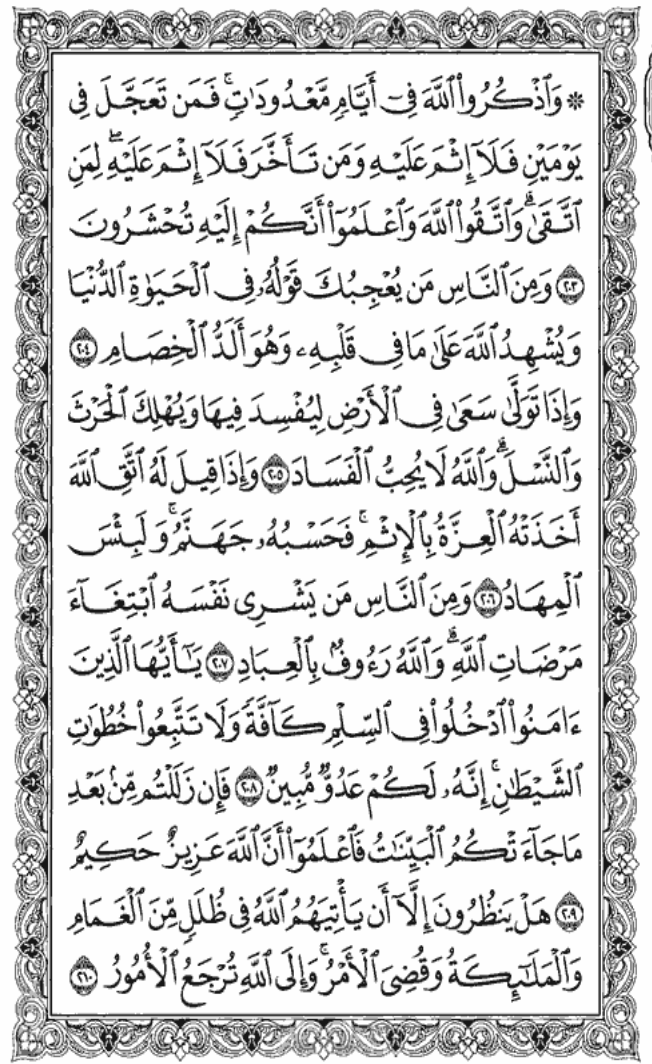 ۞ وَٱذْكُرُوا۟ ٱللَّهَ فِىٓ أَيَّامٍ مَّعْدُودَٰتٍ ۚ فَمَن تَعَجَّلَ فِى
يَوْمَيْنِ فَلَآ إِثْمَ عَلَيْهِ وَمَن تَأَخَّرَ فَلَآ إِثْمَ عَلَيْهِ ۖ لِمَنِ
ٱتَّقَىٰ ۗ وَٱتَّقُوا۟ ٱللَّهَ وَٱعْلَمُوٓا۟ أَنَّكُمْ إِلَيْهِ تُحْشَرُونَ
٢٠٣ وَمِنَ ٱلنَّاسِ مَن يُعْجِبُكَ قَوْلُهُۥ فِى ٱلْحَيَوٰةِ ٱلدُّنْيَا
وَيُشْهِدُ ٱللَّهَ عَلَىٰ مَا فِى قَلْبِهِۦ وَهُوَ أَلَدُّ ٱلْخِصَامِ ٢٠٤
وَإِذَا تَوَلَّىٰ سَعَىٰ فِى ٱلْأَرْضِ لِيُفْسِدَ فِيهَا وَيُهْلِكَ ٱلْحَرْثَ
وَٱلنَّسْلَ ۗ وَٱللَّهُ لَا يُحِبُّ ٱلْفَسَادَ ٢٠٥ وَإِذَا قِيلَ لَهُ ٱتَّقِ ٱللَّهَ
أَخَذَتْهُ ٱلْعِزَّةُ بِٱلْإِثْمِ ۚ فَحَسْبُهُۥ جَهَنَّمُ ۚ وَلَبِئْسَ
ٱلْمِهَادُ ٢٠٦ وَمِنَ ٱلنَّاسِ مَن يَشْرِى نَفْسَهُ ٱبْتِغَآءَ
مَرْضَاتِ ٱللَّهِ ۗ وَٱللَّهُ رَءُوفٌۢ بِٱلْعِبَادِ ٢٠٧ يَٰٓأَيُّهَا ٱلَّذِينَ
ءَامَنُوا۟ ٱدْخُلُوا۟ فِى ٱلسِّلْمِ كَآفَّةً وَلَا تَتَّبِعُوا۟ خُطُوَٰتِ
ٱلشَّيْطَٰنِ ۚ إِنَّهُۥ لَكُمْ عَدُوٌّ مُّبِينٌ ٢٠٨ فَإِن زَلَلْتُم مِّنۢ بَعْدِ
مَا جَآءَتْكُمُ ٱلْبَيِّنَٰتُ فَٱعْلَمُوٓا۟ أَنَّ ٱللَّهَ عَزِيزٌ حَكِيمٌ
٢٠٩ هَلْ يَنظُرُونَ إِلَّآ أَن يَأْتِيَهُمُ ٱللَّهُ فِى ظُلَلٍ مِّنَ ٱلْغَمَامِ
وَٱلْمَلَٰٓئِكَةُ وَقُضِىَ ٱلْأَمْرُ ۚ وَإِلَى ٱللَّهِ تُرْجَعُ ٱلْأُمُورُ ٢١٠